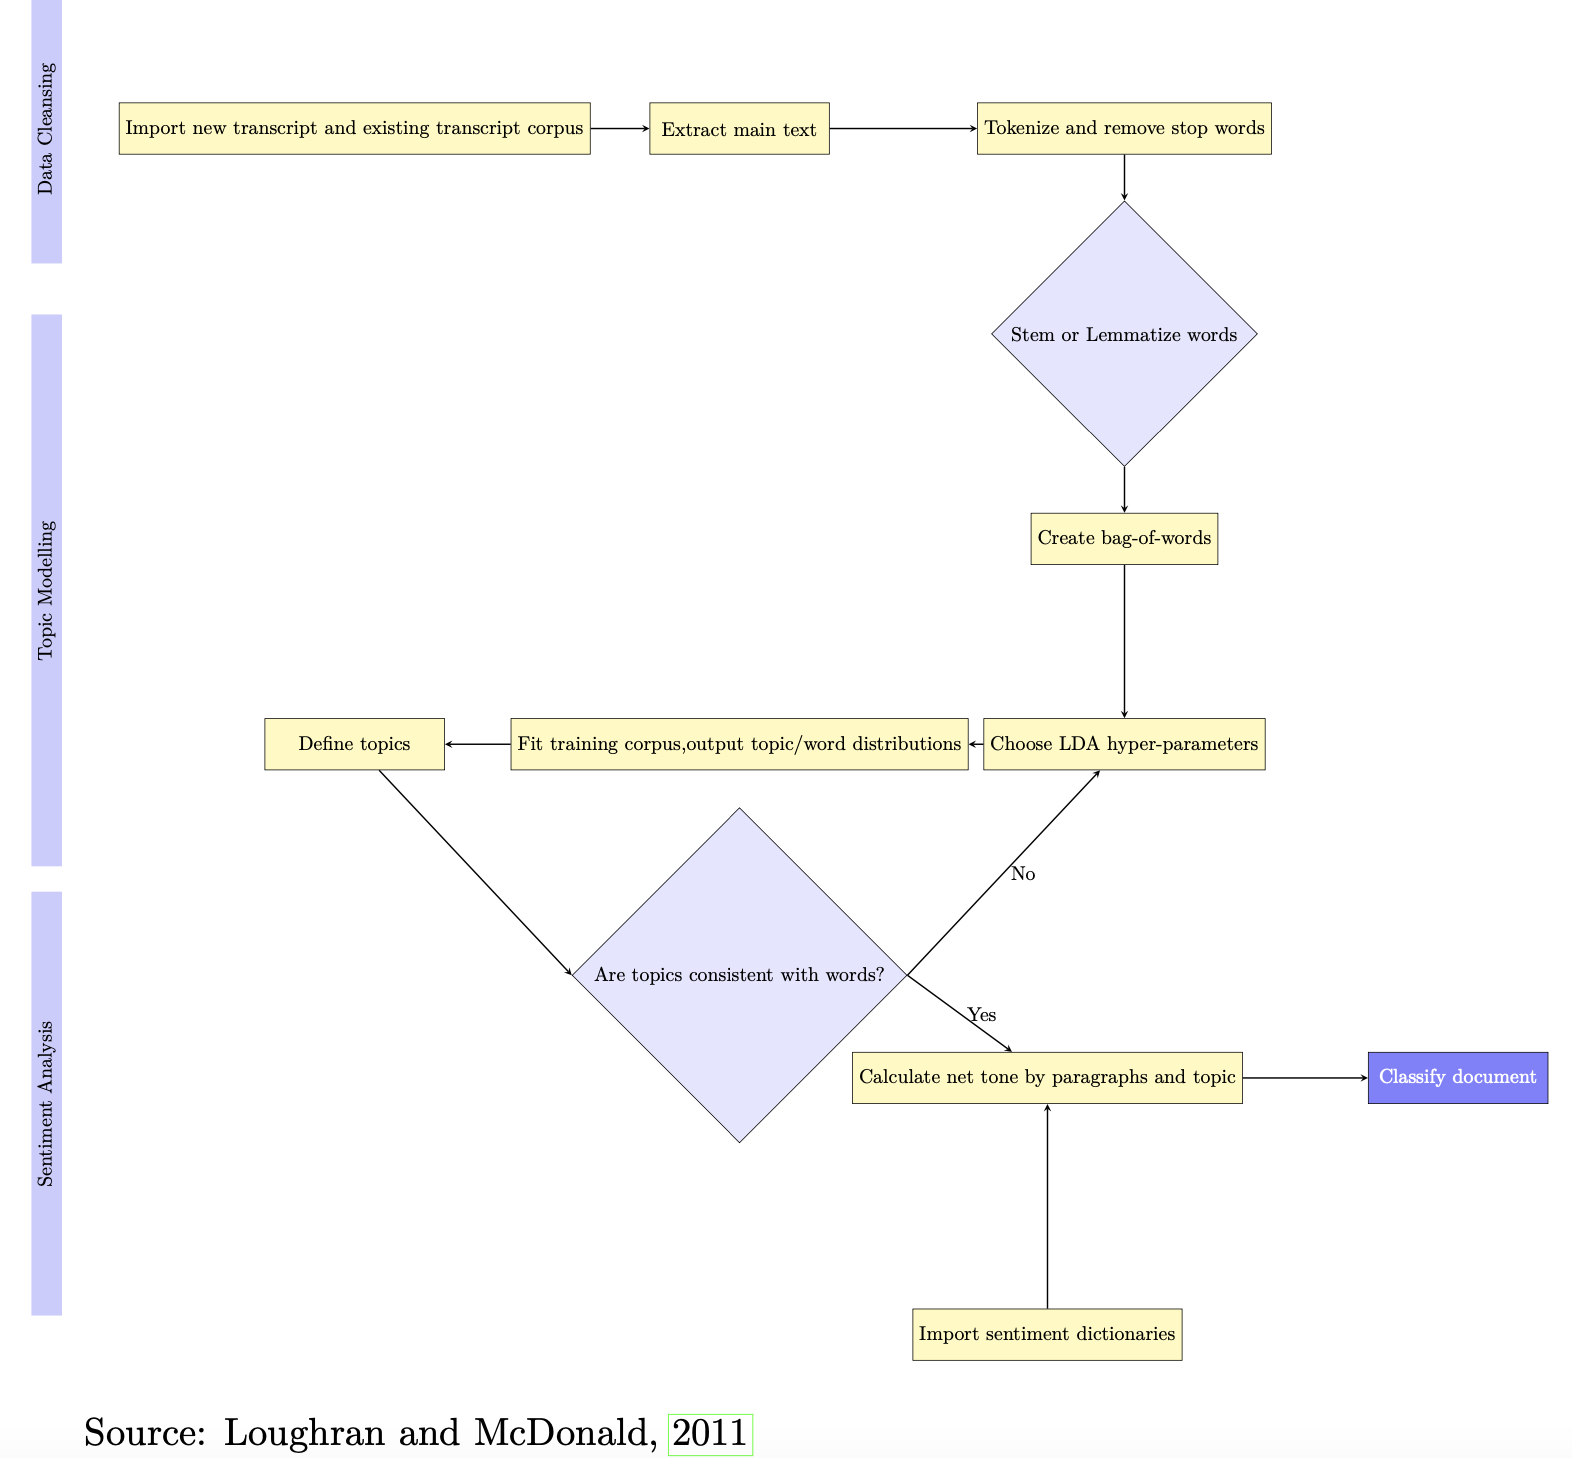 Data Cleansing
Import new transcript and existing transcript corpus
Extract main text
Tokenize and remove stop words
Stem or Lemmatize words
Topic Modelling
Create bag-of-words
Define topics
Fit training corpus,output topic/word distributions
Choose LDA hyper-parameters
No
Are topics consistent with words?
Yes
Sentiment Analysis
Calculate net tone by paragraphs and topic
Classify document
Import sentiment dictionaries
Source: Loughran and McDonald, 2011